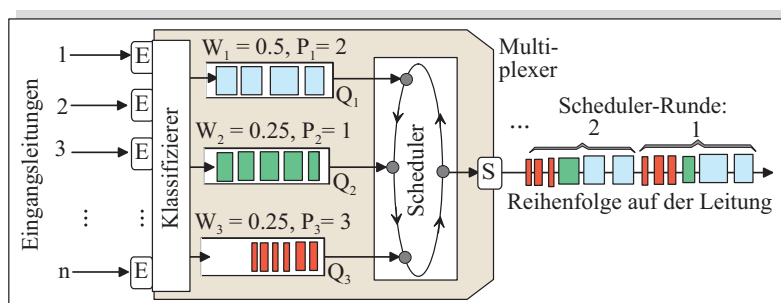 Eingangsleitungen
1
E
2
E
3
E
... ...
n
E
Klassifizierer
W1 = 0.5, P1 = 2
Q1
W2 = 0.25, P2 = 1
Q2
W3 = 0.25, P3 = 3
Q3
Scheduler
Multi-
plexer
S
...
Scheduler-Runde:
2 1
Reihenfolge auf der Leitung